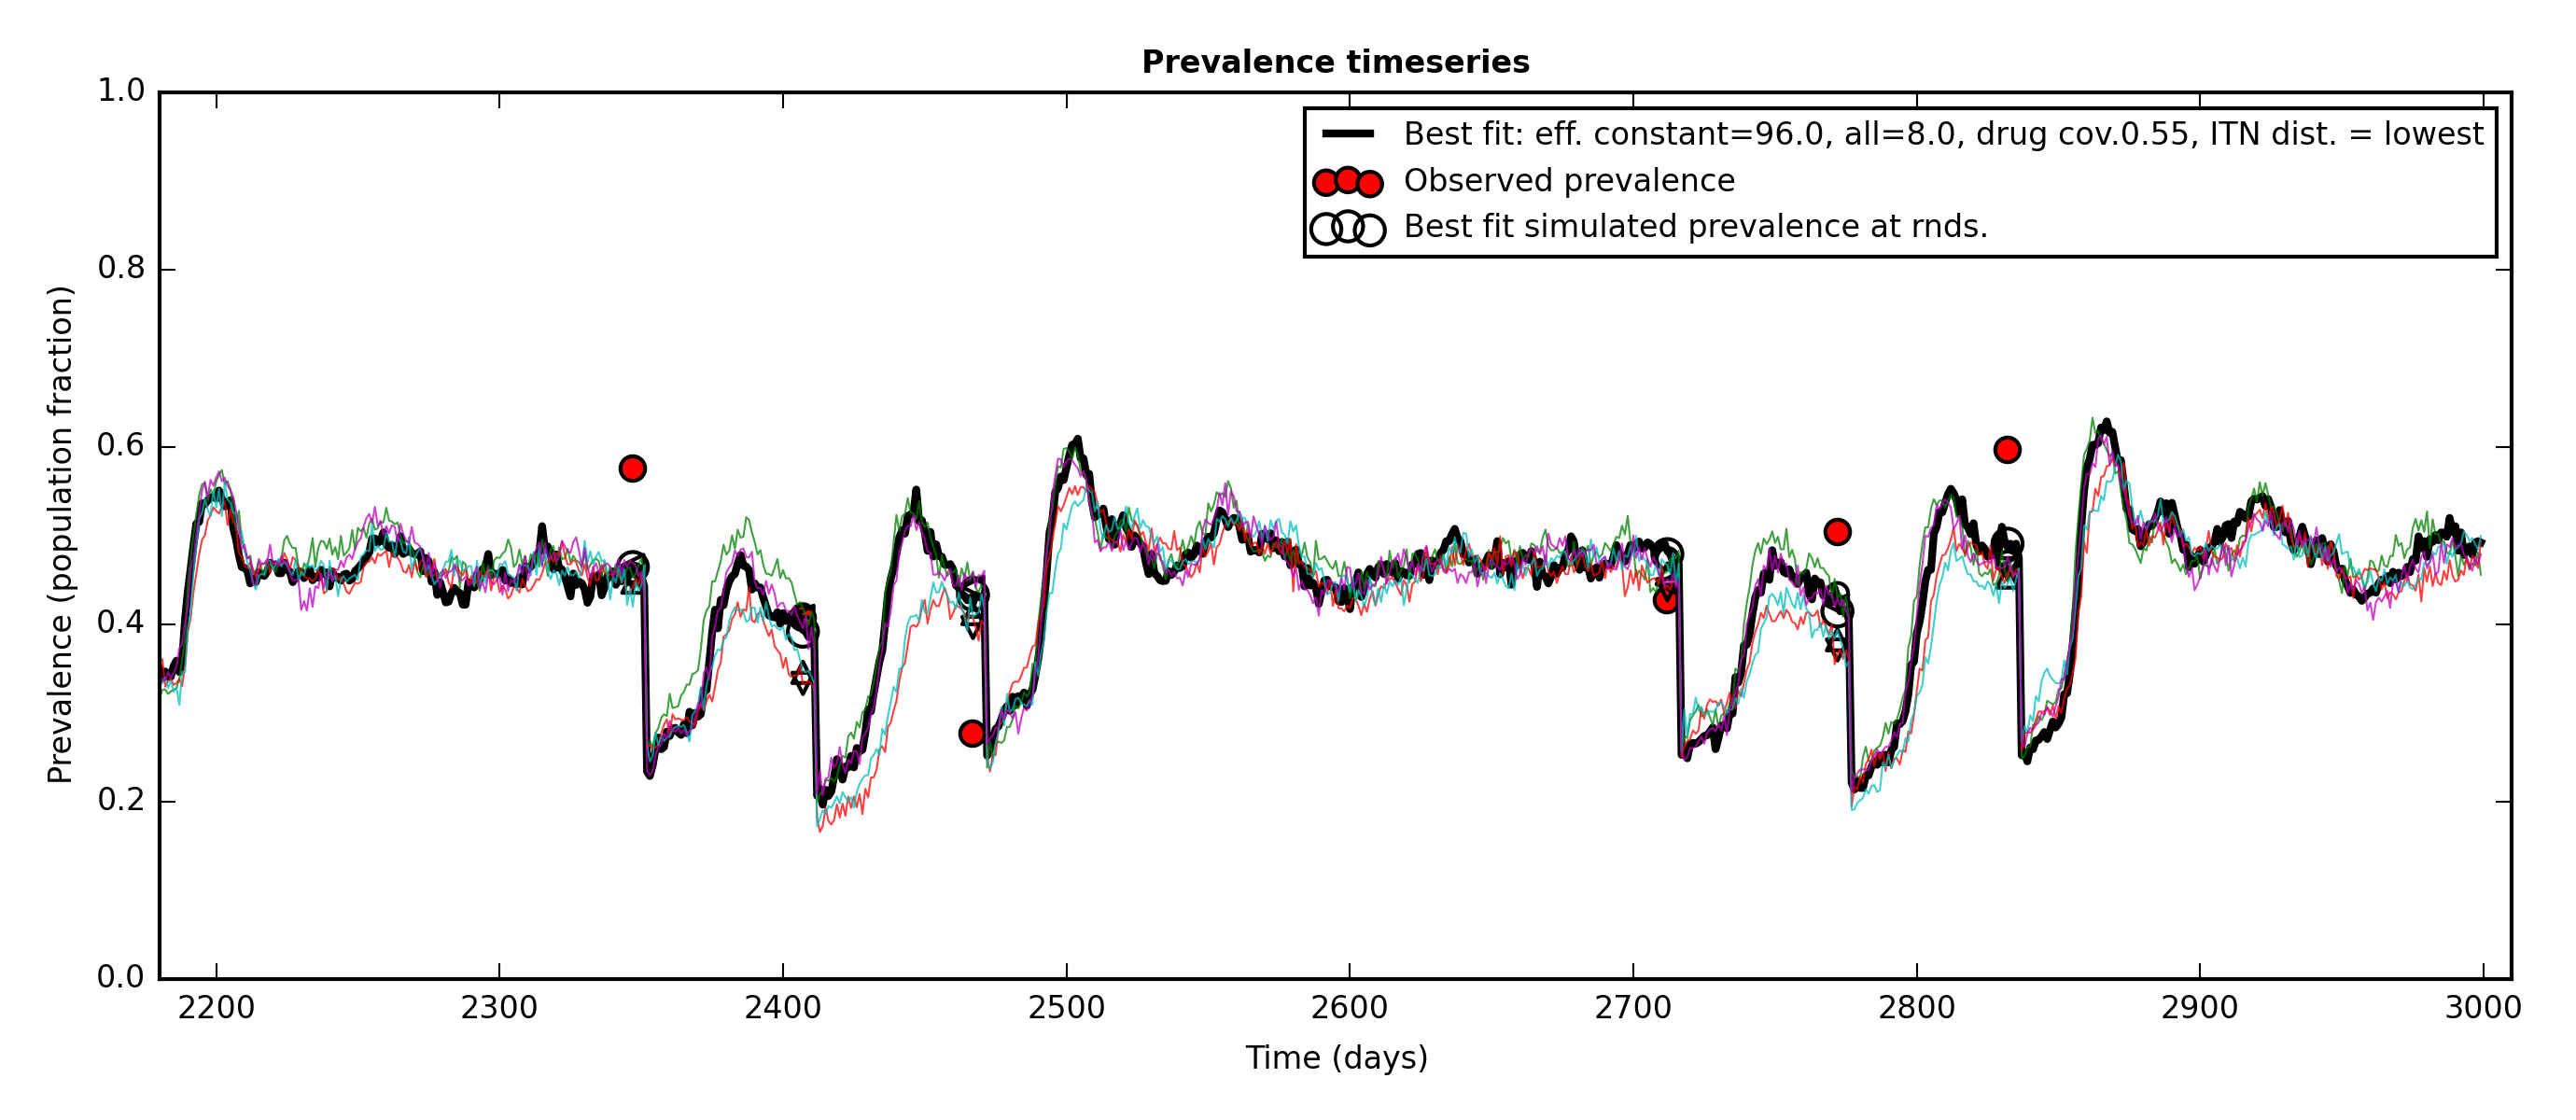 Prevalence timeseries
1.0
0.8
0.6
0.4
0.2
0.0
Prevalence (population fraction)
Best fit: eff. constant=96.0, all=8.0, drug cov.0.55, ITN dist. = lowest
Observed prevalence
Best fit simulated prevalence at rnds.
2200 2300 2400 2500 2600 2700 2800 2900 3000
Time (days)